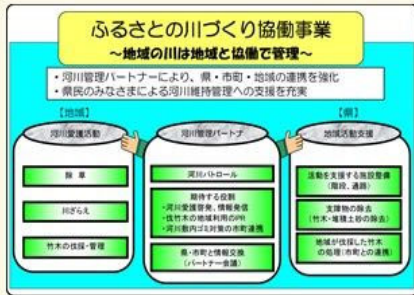 ふるさとの川づくり協働事業
～地域の川は地域と協働で管理～
・河川管理パートナーにより、県・市町・地域の連携を強化
・県民のみなさまによる河川維持管理への支援を充実
【地域】
河川愛護活動
除草
川ざらえ
竹木の伐採・管理
河川管理パートナ
河川パトロール
期待する役割
・河川愛護啓発、情報発信
・伐竹木の地域利用のPR
・河川敷内ゴミ対策の市町連携
県・市町と情報交換
(パートナー会議)
【県】
地域活動支援
活動を支援する施設整備
(階段、通路)
支障物の除去
(竹木・堆積土砂の除去)
地域が伐採した竹木
の処理(市町との連携)